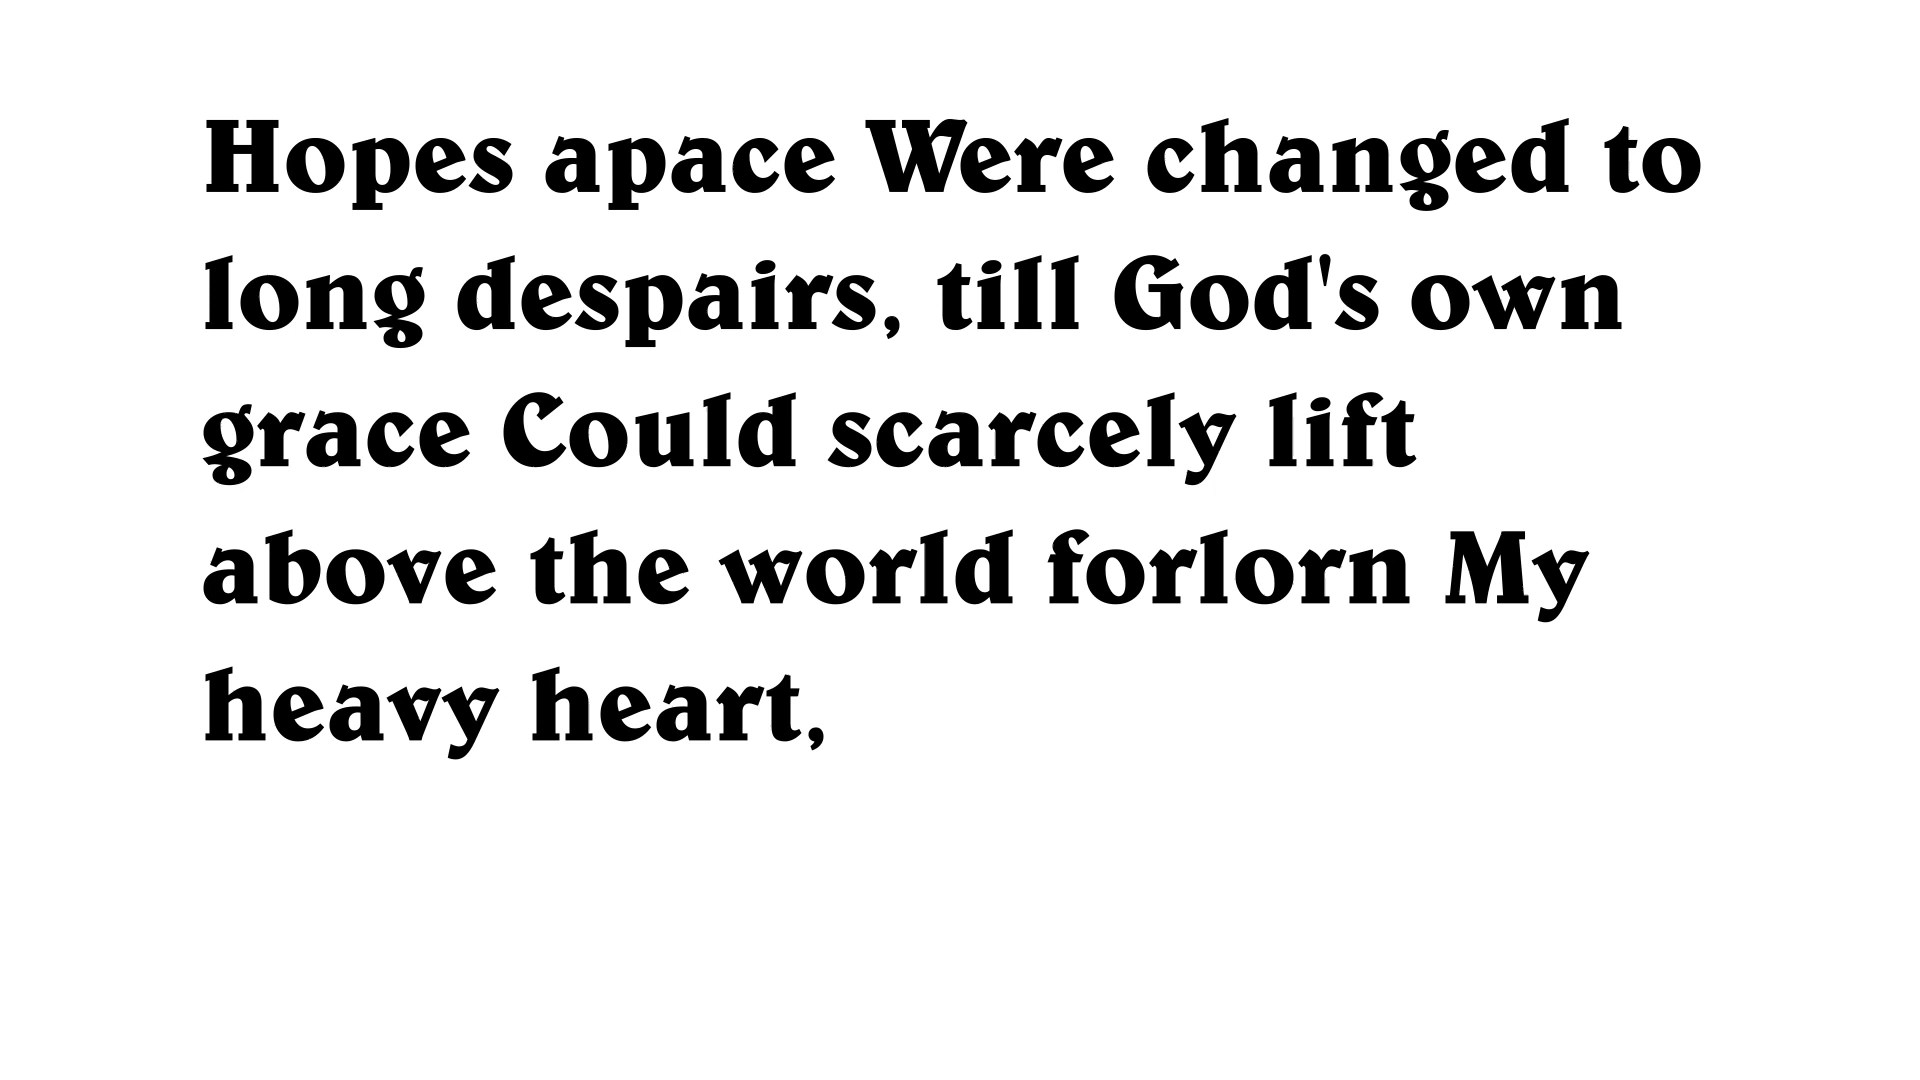 Hopes apace Were changed to
long despairs, till God's own
grace Could scarcely lift
above the world forlorn My
heavy heart,